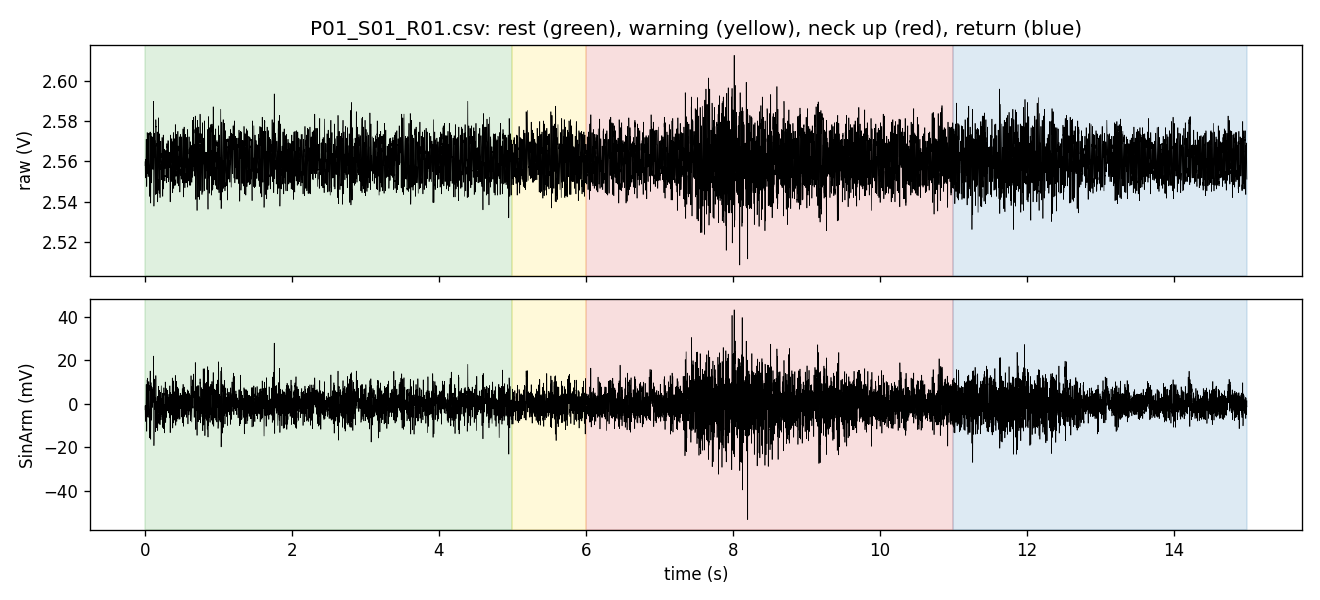 P01_S01_R01.csv: rest (green), warning (yellow), neck up (red), return (blue)
raw (V)
2.60
2.58
2.56
2.54
2.52
SinArm (mV)
40
20
0
−20
−40
0 2 4 6 8 10 12 14
time (s)